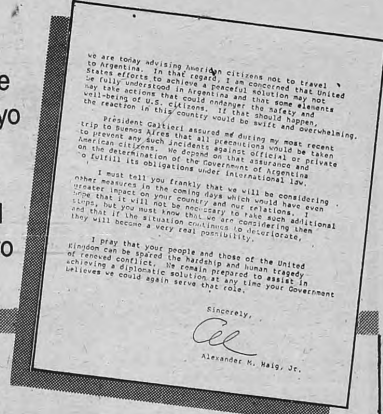 e
yo
l
o
we are today advising American citizens not to travel
to Argentina. In that regard, I am concerned that United
States efforts to achieve a peaceful solution may not
be fully understood in Argentina and that some elements
may take actions that could endanger the safety and
well-being of U.S. citizens. If that should happen,
the reaction in this country would be swift and overwhelming.
President Galtieri assured me during my most recent
trip to Buenos Aires that all precautions would be taken
to prevent any such incidents against official or private
American citizens. We depend on that assurance and
on the determination of the Government of Argentina
to fulfill its obligations under international law.
I must tell you frankly that we will be considering
other measures in the coming days which would have even
greater impact on your country and our relations. I
hope that it will not be necessary to take such additional
steps, but you must know that we are considering them
and that if the situation continues to deteriorate,
they will become a very real possibility.
I pray that your people and those of the United
Kingdom can be spared the hardship and human tragedy
of renewed conflict. We remain prepared to assist in
achieving a diplomatic solution at any time your Government
believes we could again serve that role.
Sincerely,
Al
Alexander M. Haig, Jr.